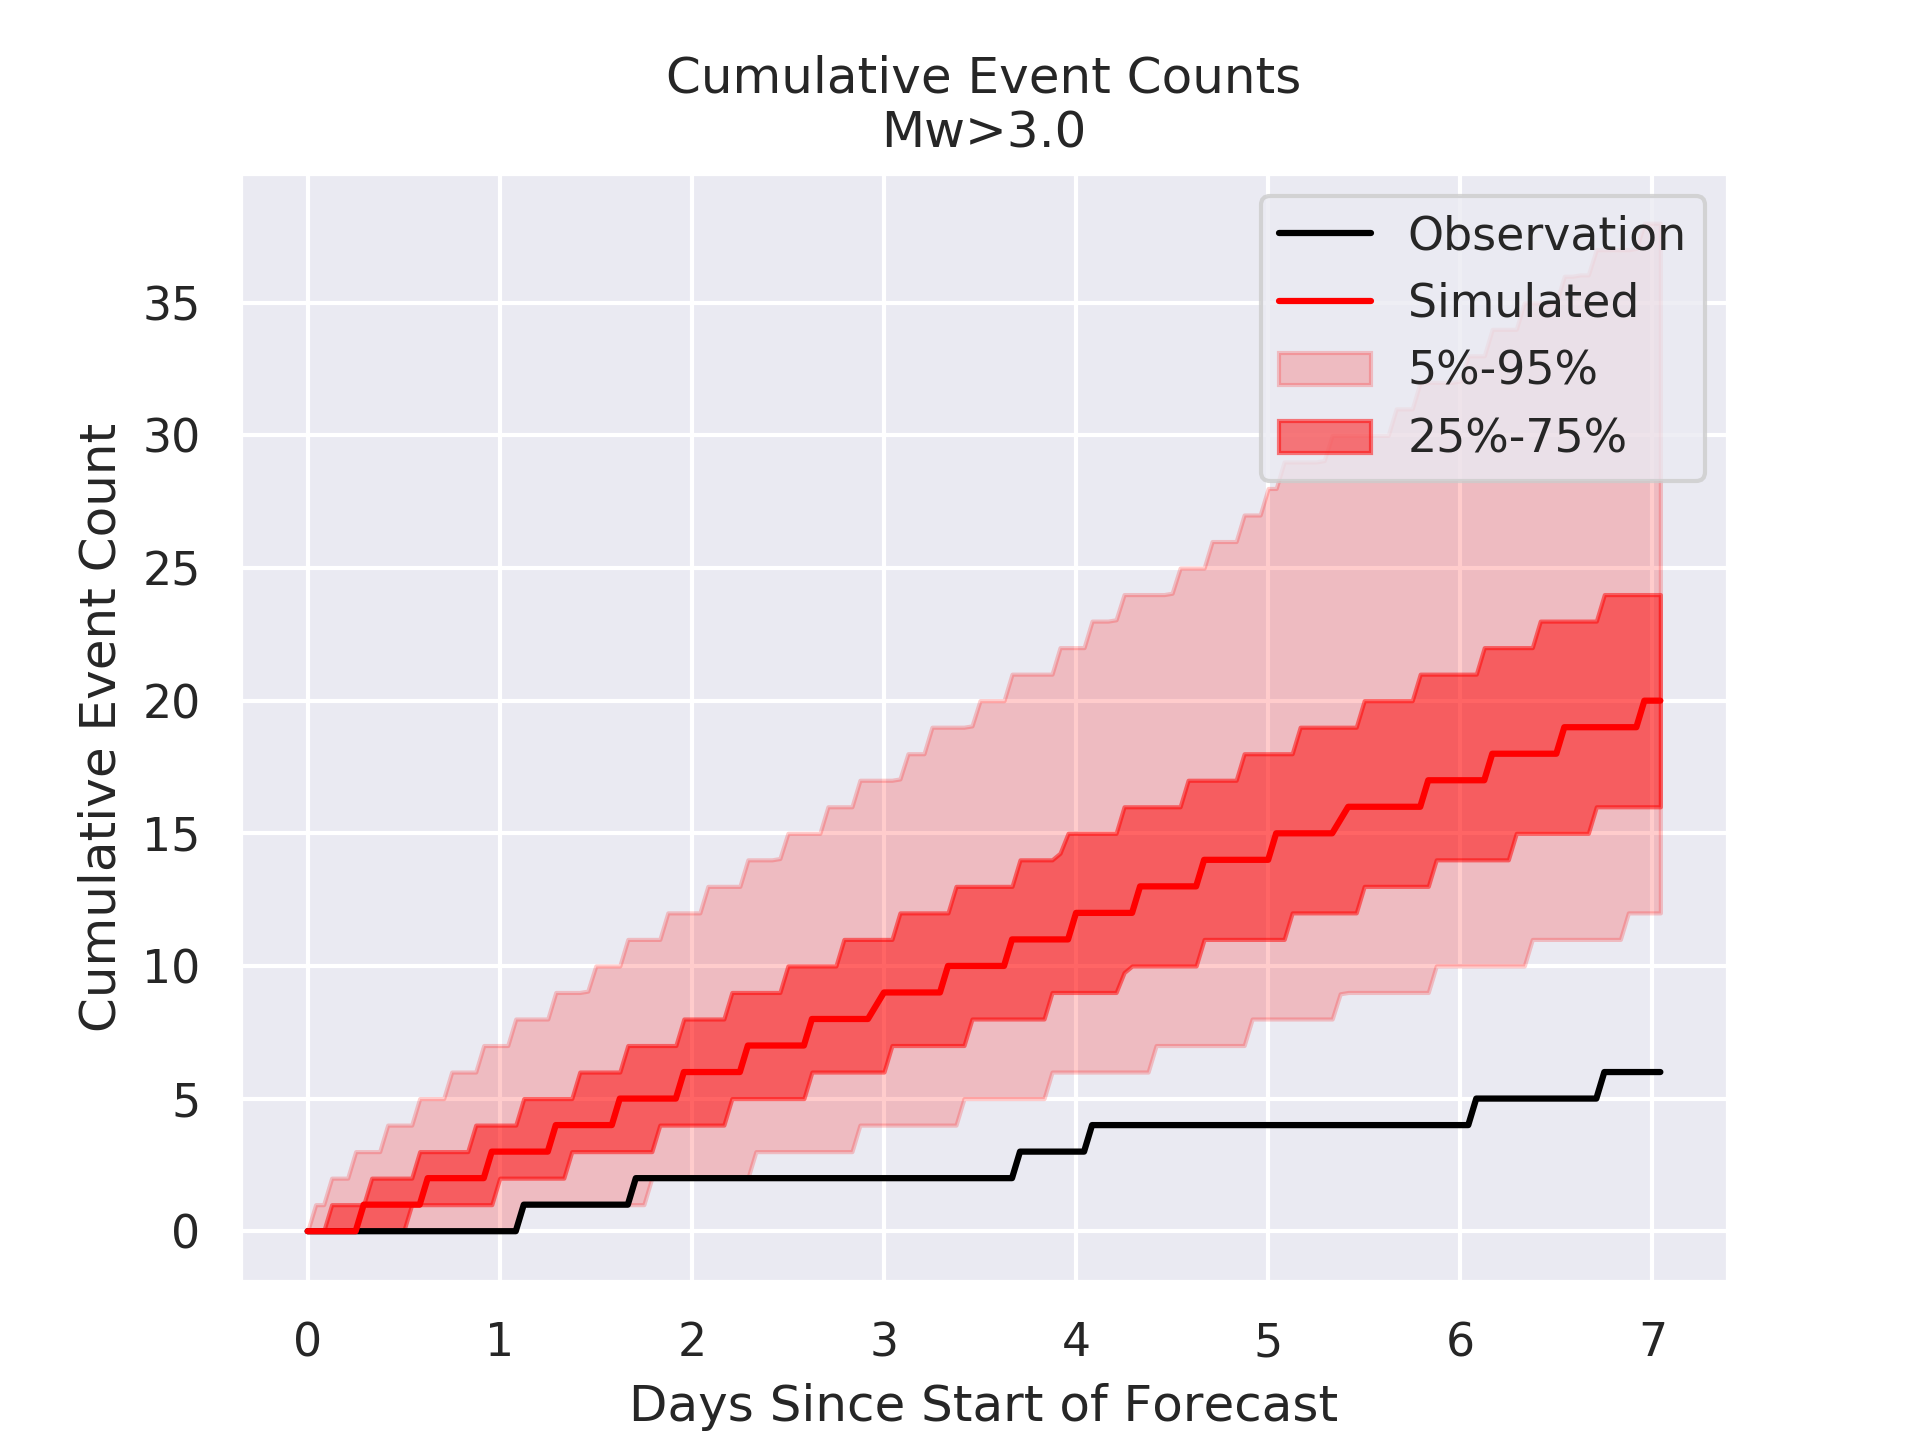 Cumulative Event Counts
Mw>3.0
Observation
Simulated
5%-95%
25%-75%
Cumulative Event Count
35
30
25
20
15
10
5
0
0 1 2 3 4 5 6 7
Days Since Start of Forecast